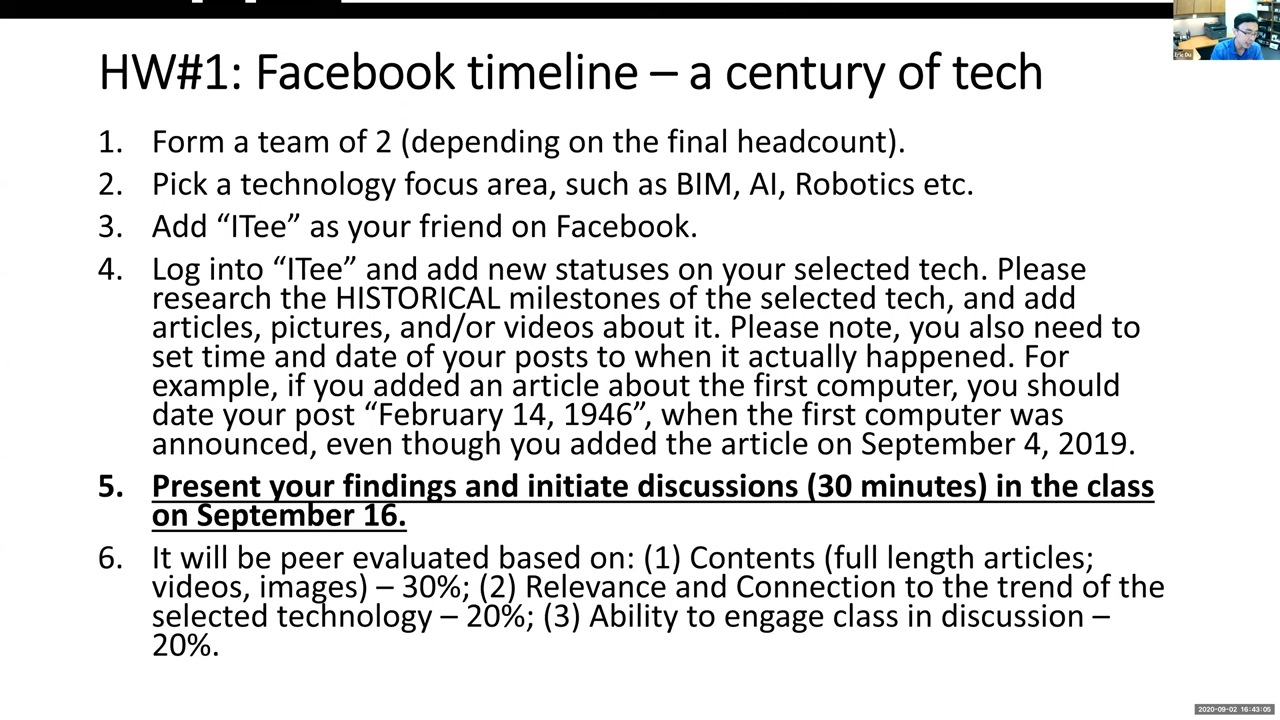 HW#1: Facebook timeline – a century of tech
1. Form a team of 2 (depending on the final headcount).
2. Pick a technology focus area, such as BIM, AI, Robotics etc.
3. Add “ITee” as your friend on Facebook.
4. Log into “ITee” and add new statuses on your selected tech. Please
research the HISTORICAL milestones of the selected tech, and add
articles, pictures, and/or videos about it. Please note, you also need to
set time and date of your posts to when it actually happened. For
example, if you added an article about the first computer, you should
date your post “February 14, 1946”, when the first computer was
announced, even though you added the article on September 4, 2019.
5. Present your findings and initiate discussions (30 minutes) in the class
on September 16.
6. It will be peer evaluated based on: (1) Contents (full length articles;
videos, images) – 30%; (2) Relevance and Connection to the trend of the
selected technology – 20%; (3) Ability to engage class in discussion –
20%.
Eric Du
2020-09-02 16:43:05